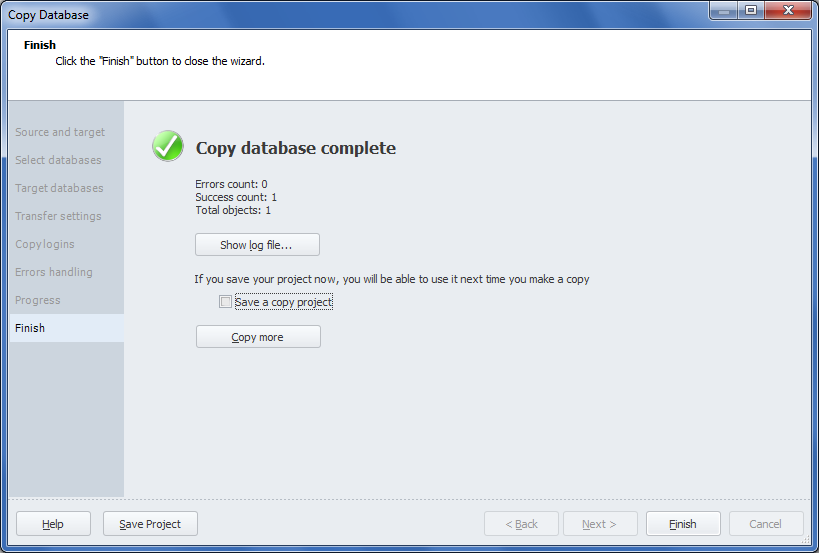 Copy Database
Finish
Click the "Finish" button to close the wizard.
Source and target
Select databases
Target databases
Transfer settings
Copy logins
Errors handling
Progress
Finish
Copy database complete
Errors count: 0
Success count: 1
Total objects: 1
Show log file...
If you save your project now, you will be able to use it next time you make a copy
Save a copy project
Copy more
Help
Save Project
< Back
Next >
Finish
Cancel